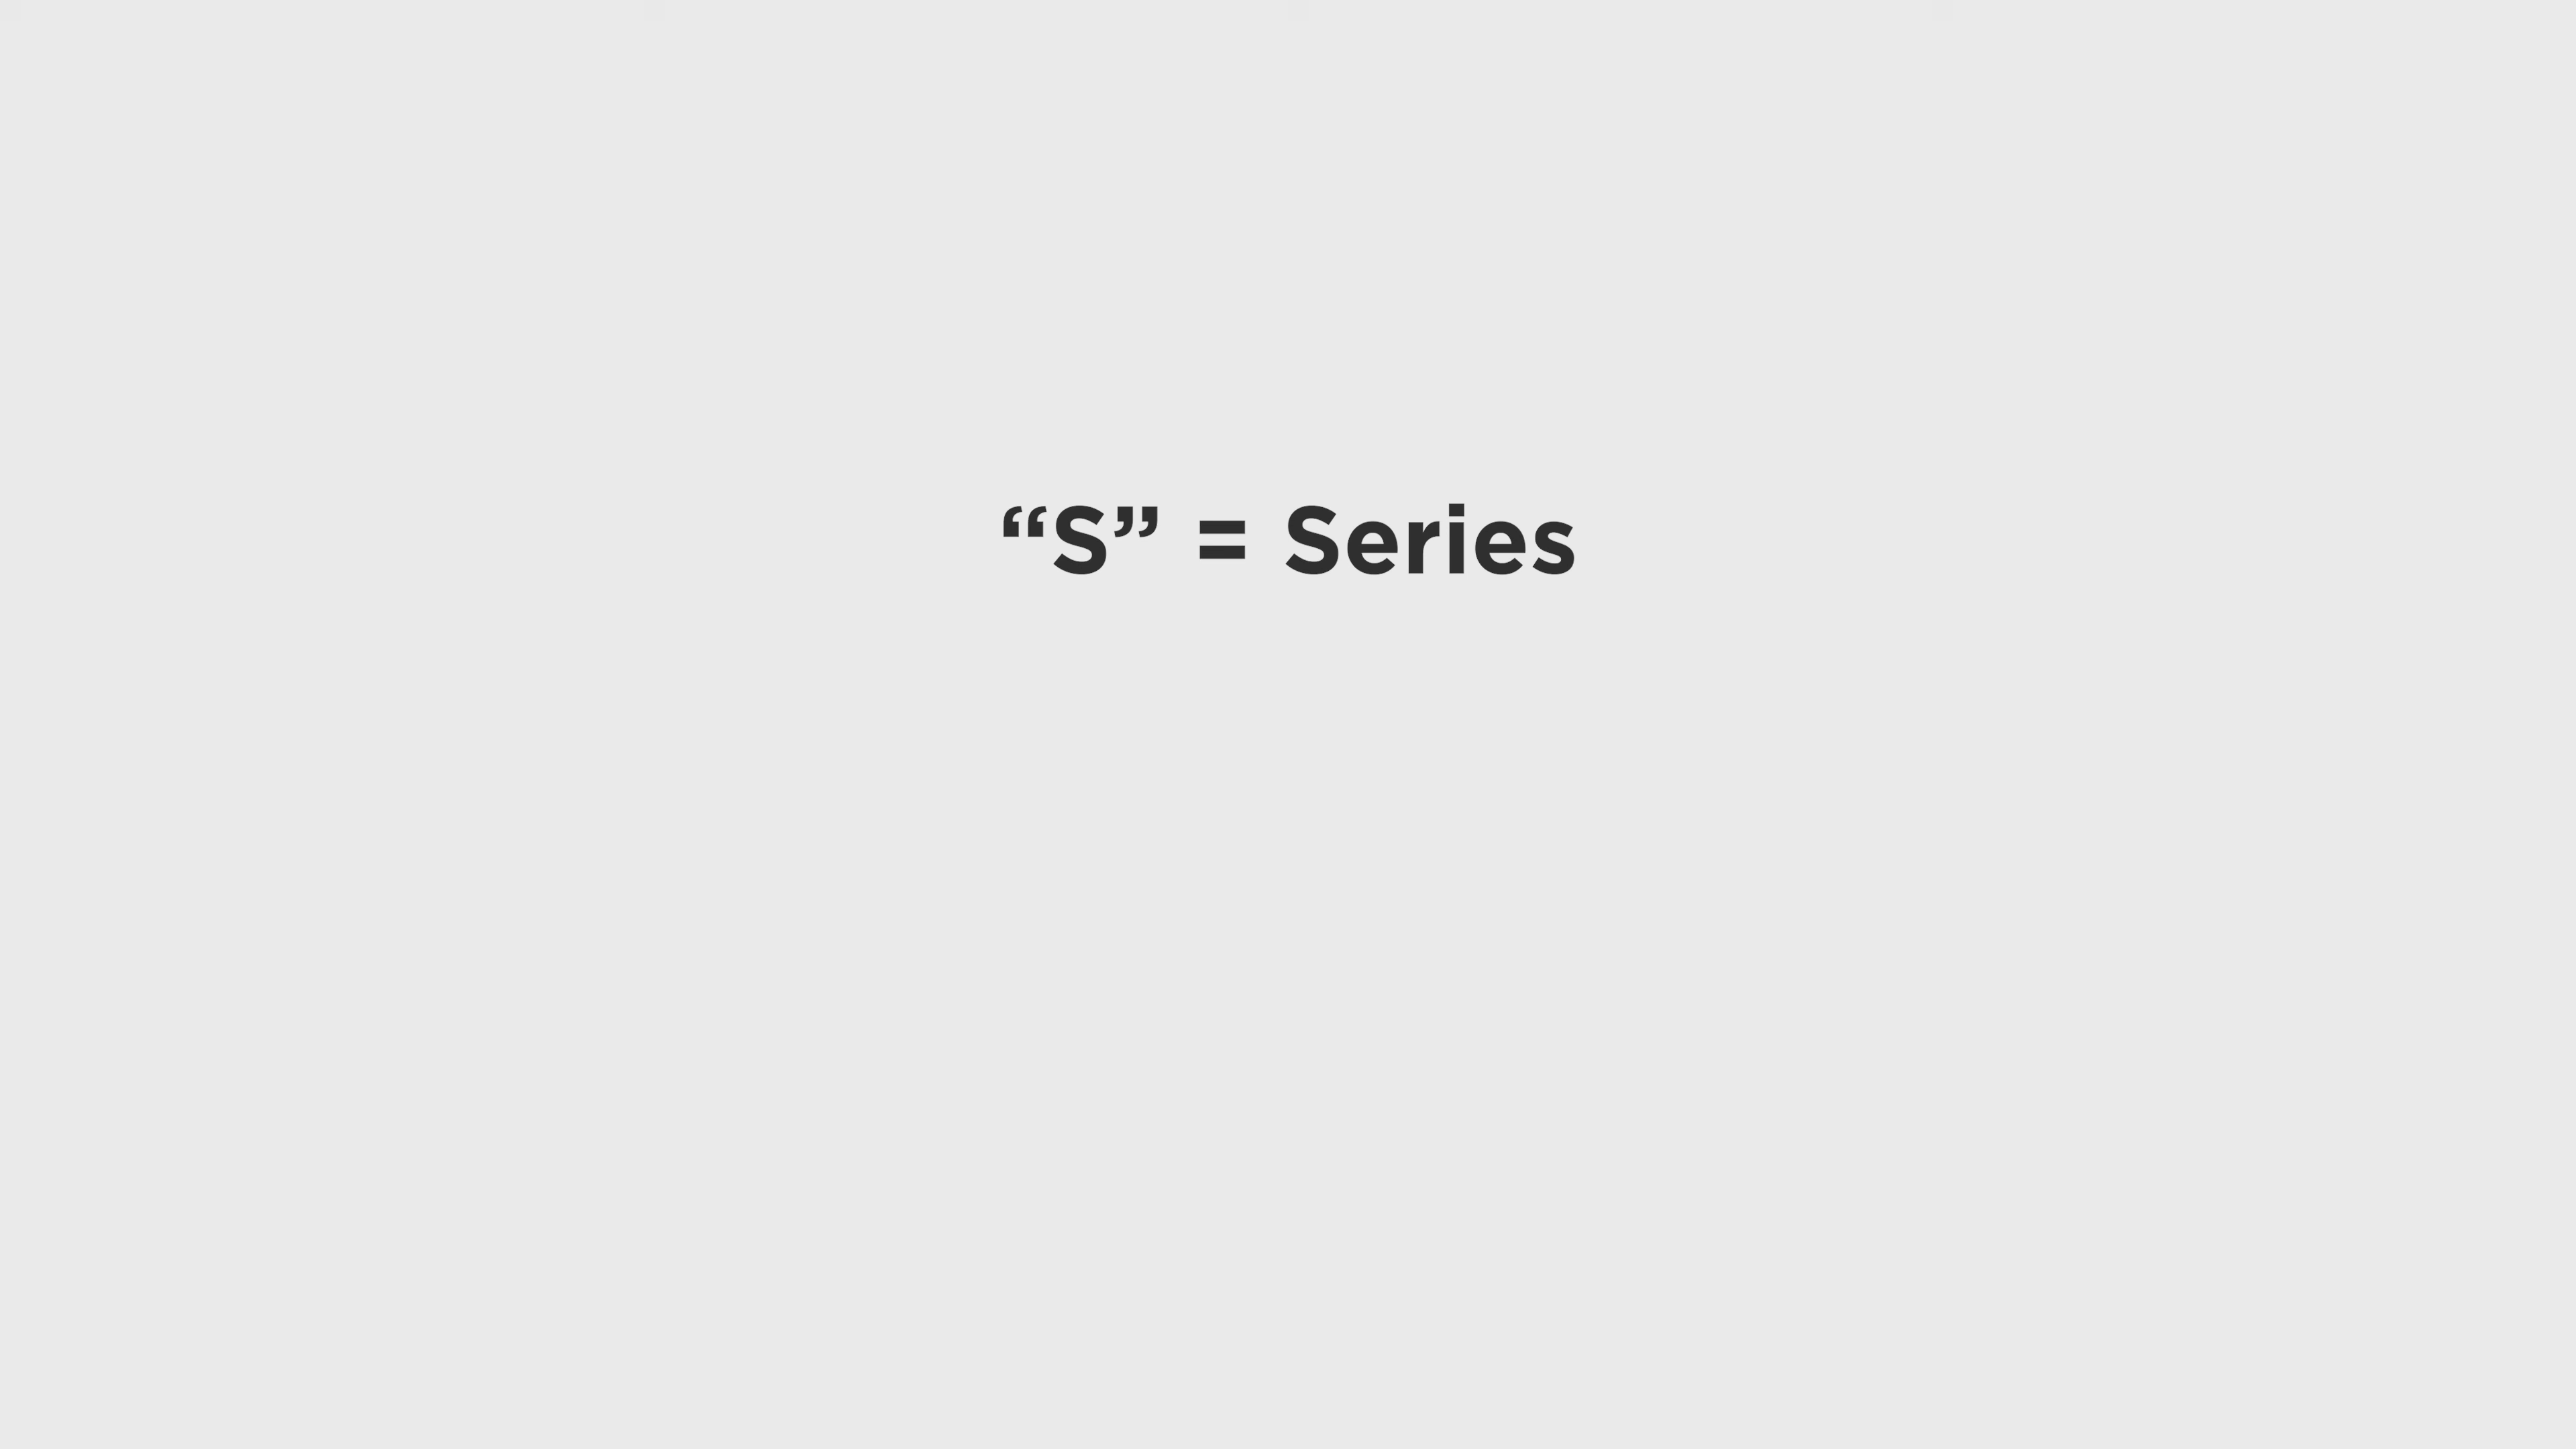 “S” = Series